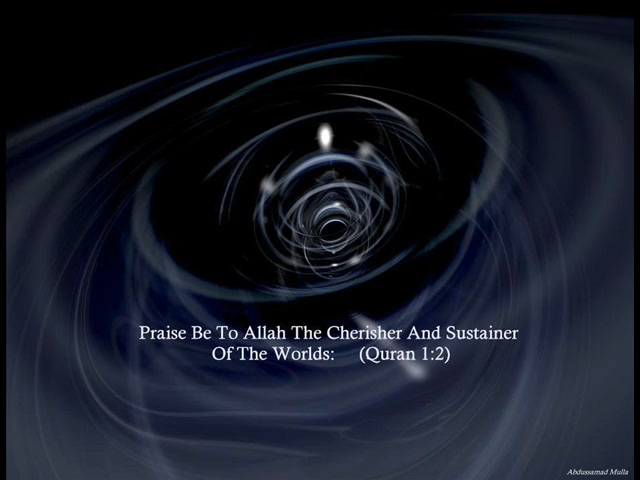 Praise Be To Allah The Cherisher And Sustainer
Of The Worlds: (Quran 1:2)
Abdussamad Mulla